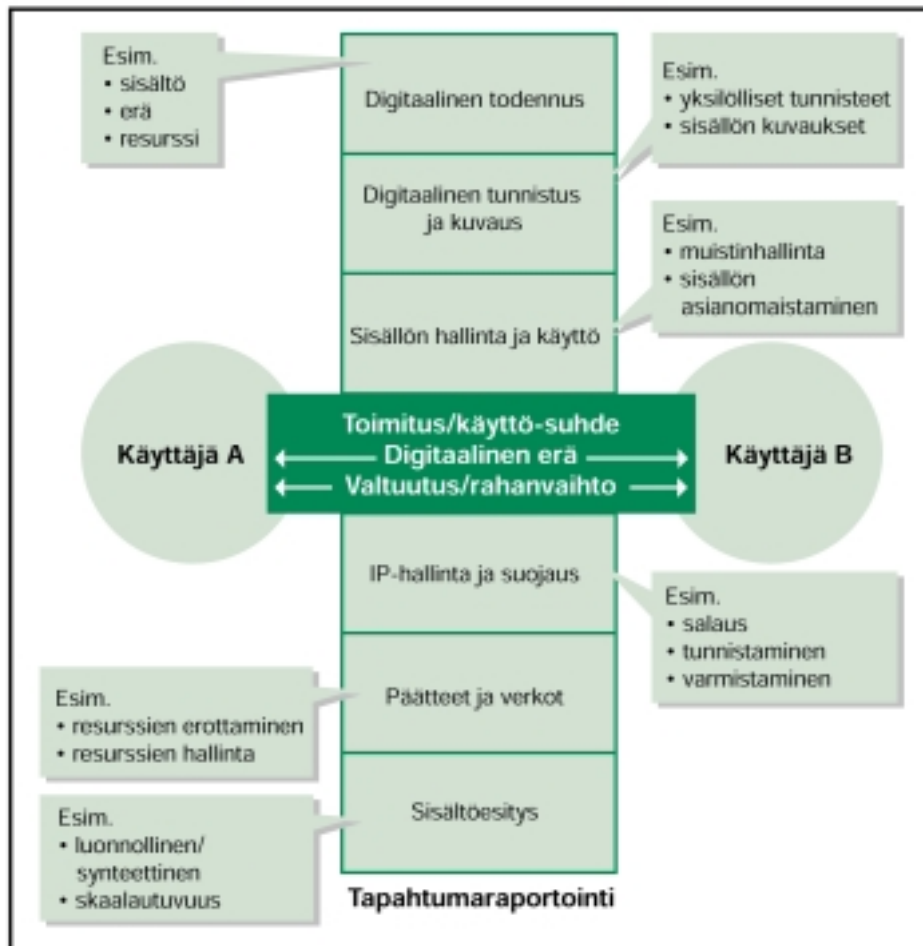 Esim.
• sisältö
• erä
• resurssi
Digitaalinen todennus
Esim.
• yksilölliset tunnisteet
• sisällön kuvaukset
Digitaalinen tunnistus
ja kuvaus
Esim.
• muistinhallinta
• sisällön
asianomaistaminen
Sisällön hallinta ja käyttö
Käyttäjä A
Toimitus/käyttö-suhde
Digitaalinen erä
Valtuutus/rahanvaihto
Käyttäjä B
IP-hallinta ja suojaus
Esim.
• salaus
• tunnistaminen
• varmistaminen
Esim.
• resurssien erottaminen
• resurssien hallinta
Päätteet ja verkot
Esim.
• luonnollinen/
synteettinen
• skaalautuvuus
Sisältöesitys
Tapahtumaraportointi